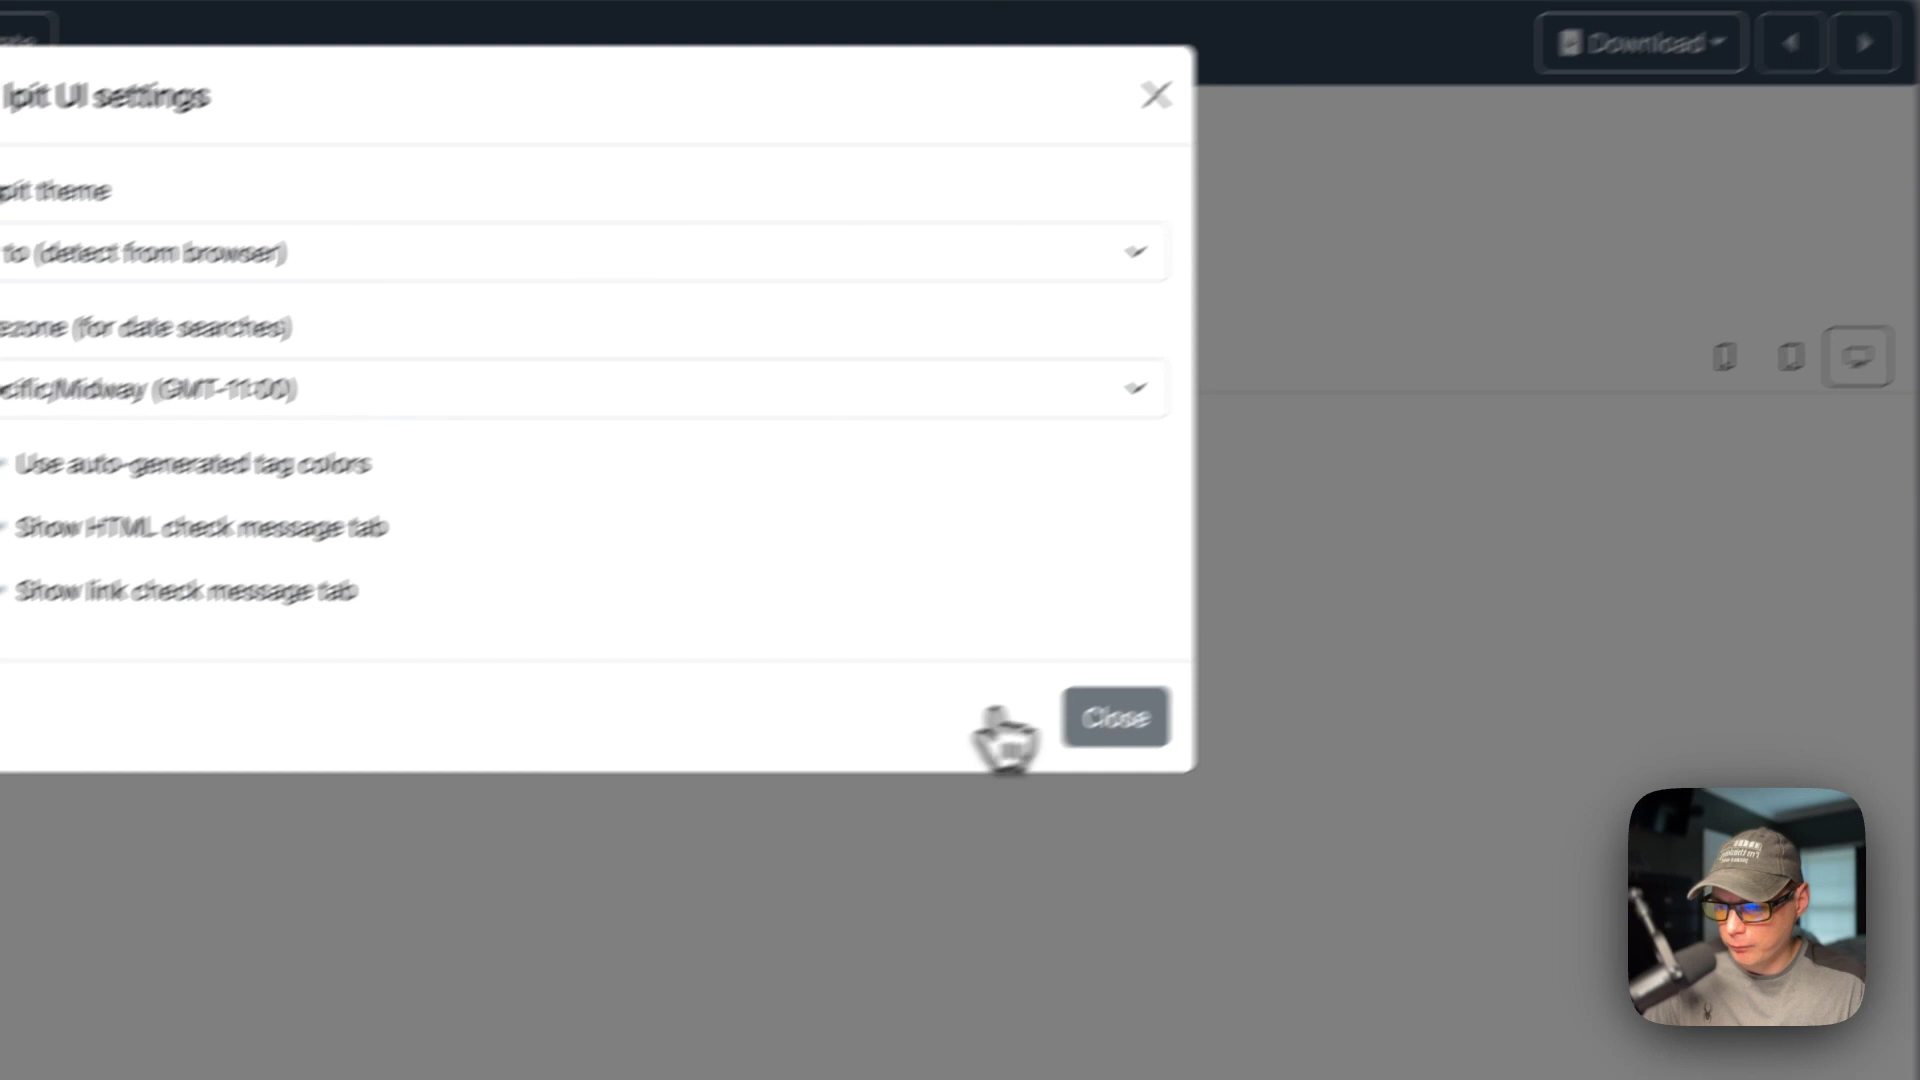 Download
lpit UI settings
pit theme
to (detect from browser)
ezone (for date searches)
cific/Midway (GMT-11:00)
Use auto-generated tag colors
Show HTML check message tab
Show link check message tab
Close